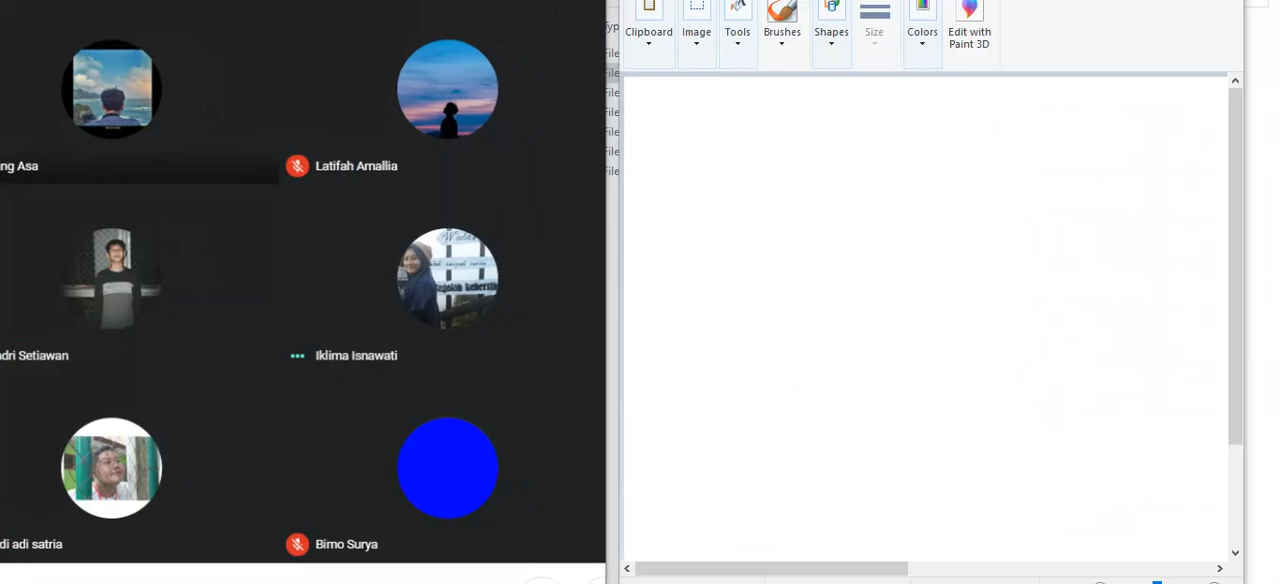 ng Asa
Latifah Amallia
dri Setiawan
Iklima Isnawati
di adi satria
Bimo Surya
yp
File
File
File
File
File
File
File
Clipboard
Image
Tools
Brushes
Shapes
Size
Colors
Edit with
Paint 3D